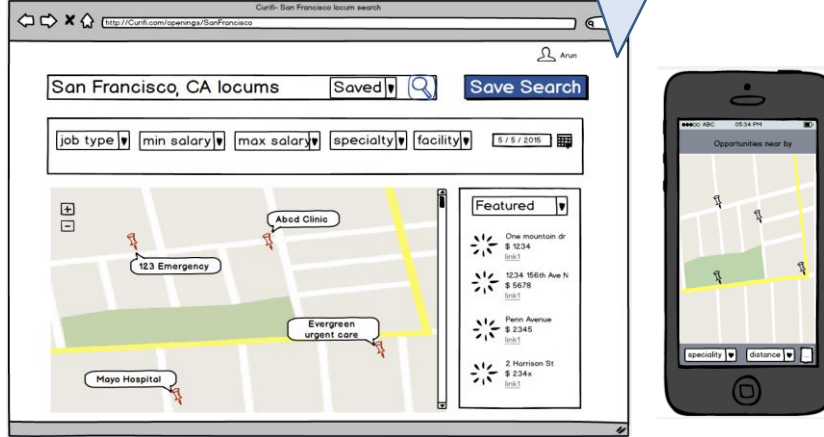 Curifi- San Francisco locum search
http://Curifi.com/openings/SanFrancisco
Arun
San Francisco, CA locums
Saved
Save Search
job type
min salary
max salary
specialty
facility
5 / 5 / 2015
Abcd Clinic
123 Emergency
Evergreen
urgent care
Mayo Hospital
Featured
One mountain dr
$ 1234
link1
1234 156th Ave N
$ 5678
link1
Penn Avenue
$ 2345
link1
2 Harrison St
$ 234x
link1
ABC
05:34 PM
Opportunities near by
speciality
distance
...